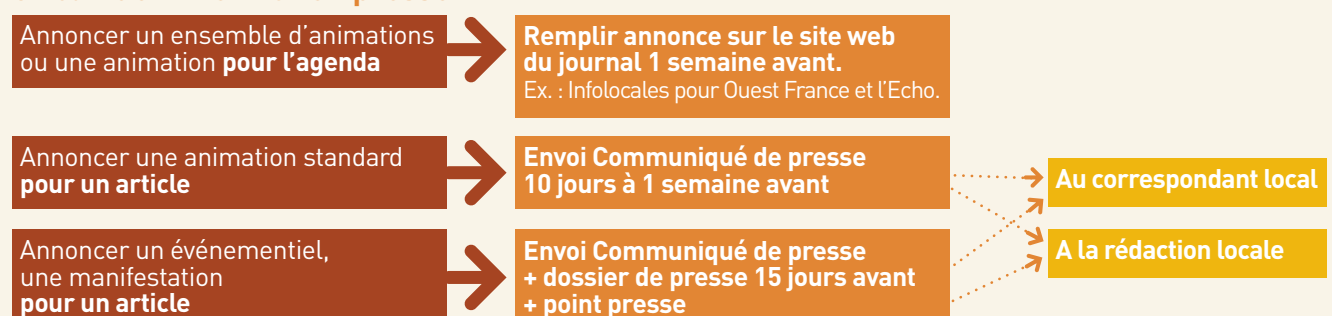 Annoncer un ensemble d’animations
ou une animation pour l’agenda
Remplir annonce sur le site web
du journal 1 semaine avant.
Ex. : Infolocales pour Ouest France et l’Echo.
Annoncer une animation standard
pour un article
Envoi Communiqué de presse
10 jours à 1 semaine avant
Au correspondant local
A la rédaction locale
Annoncer un événementiel,
une manifestation
pour un article
Envoi Communiqué de presse
+ dossier de presse 15 jours avant
+ point presse